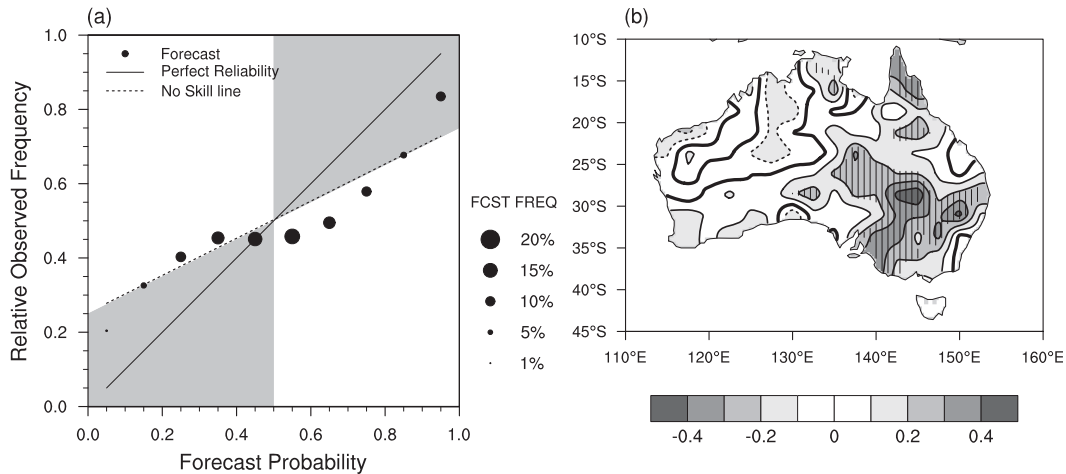 (a)
1.0
0.8
0.6
0.4
0.2
0.0
Relative Observed Frequency
Forecast
Perfect Reliability
No Skill line
0.0 0.2 0.4 0.6 0.8 1.0
Forecast Probability
FCST FREQ
20%
15%
10%
5%
1%
(b)
10°S
15°S
20°S
25°S
30°S
35°S
40°S
45°S
110°E 120°E 130°E 140°E 150°E 160°E
-0.4 -0.2 0 0.2 0.4